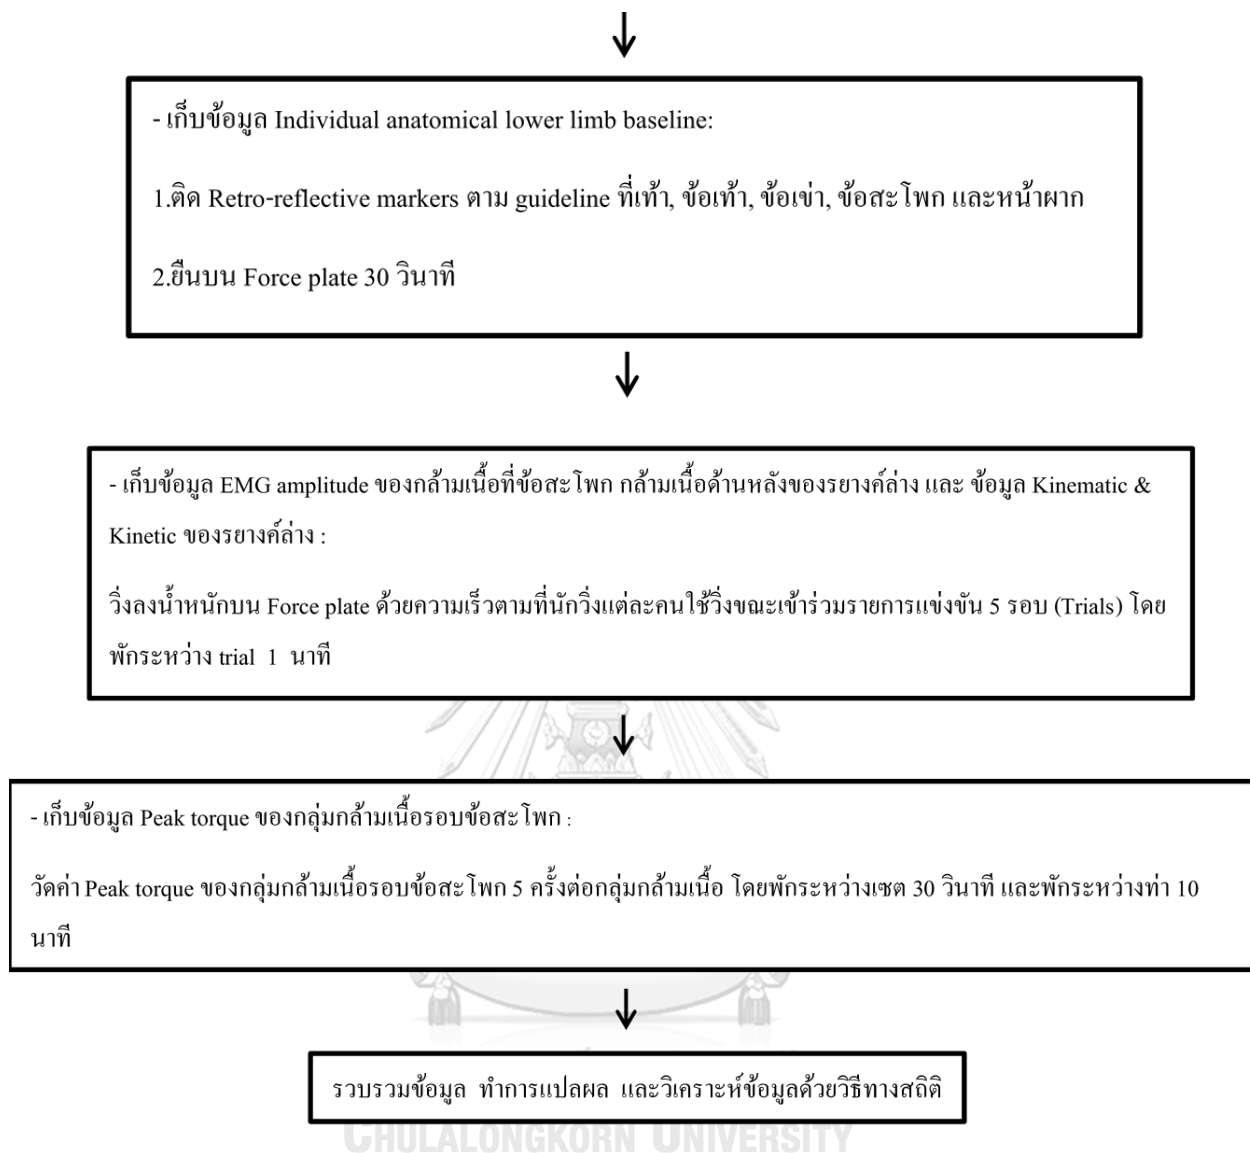 - เก็บข้อมูล Individual anatomical lower limb baseline:
1.ติด Retro-reflective markers ตาม guideline ที่เท้า, ข้อเท้า, ข้อเข่า, ข้อสะโพก และหน้าผาก
2.ยืนบน Force plate 30 วินาที
- เก็บข้อมูล EMG amplitude ของกล้ามเนื้อที่ข้อสะโพก กล้ามเนื้อด้านหลังของรยางค์ล่าง และ ข้อมูล Kinematic &
Kinetic ของรยางค์ล่าง :
วิ่งลงน้ำหนักบน Force plate ด้วยความเร็วตามที่นักวิ่งแต่ละคนใช้วิ่งขณะเข้าร่วมรายการแข่งขัน 5 รอบ (Trials) โดย
พักระหว่าง trial 1 นาที
- เก็บข้อมูล Peak torque ของกลุ่มกล้ามเนื้อรอบข้อสะโพก :
วัดค่า Peak torque ของกลุ่มกล้ามเนื้อรอบข้อสะโพก 5 ครั้งต่อกลุ่มกล้ามเนื้อ โดยพักระหว่างเซต 30 วินาที และพักระหว่างท่า 10
นาที
รวบรวมข้อมูล ทำการแปลผล และวิเคราะห์ข้อมูลด้วยวิธีทางสถิติ
CHULALONGKORN UNIVERSITY